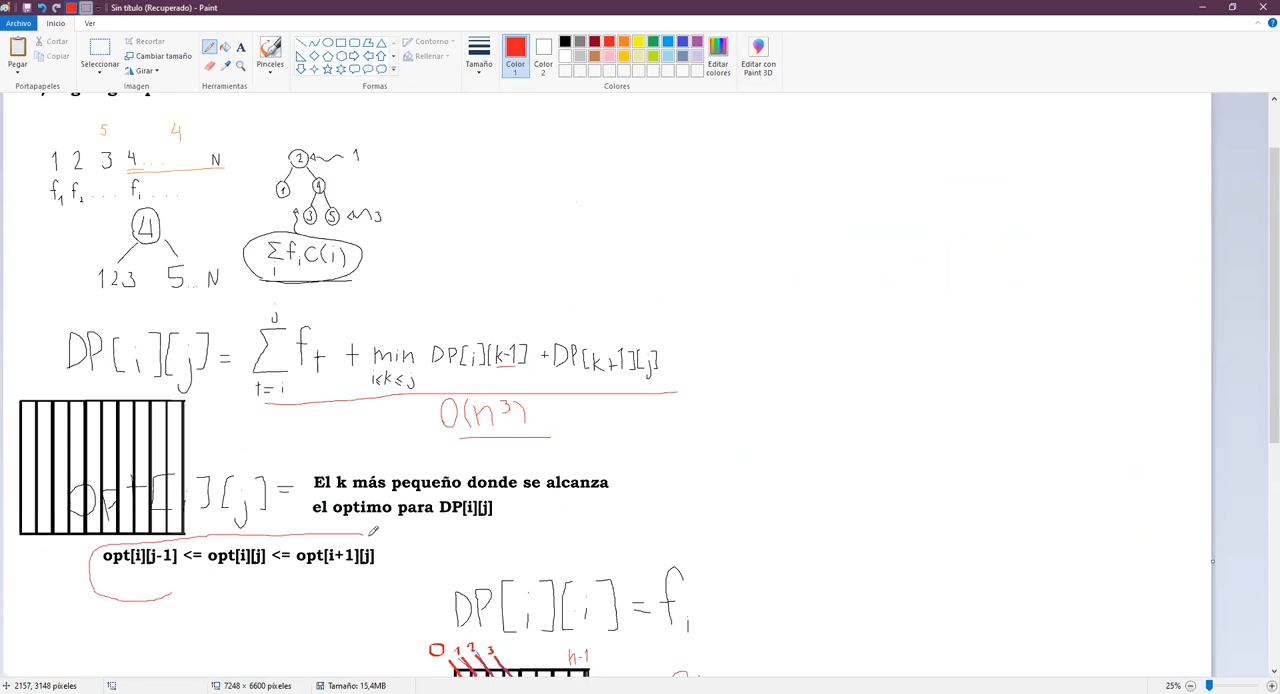 Sin título (Recuperado) - Paint
Archivo Inicio Ver
Pegar
Cortar
Copiar
Portapapeles
Seleccionar
Recortar
Cambiar tamaño
Girar
Imagen
Herramientas
Pinceles
Contorno
Rellenar
Formas
Tamaño
Color 1
Color 2
Editar colores
Editar con Paint 3D
Colores
5 4
1 2 3 4 ... N
f1 f2 .... fi ....
4
123 5...N
2 1
1 4
3 5 3
∑ fi C(i)
i
DP[i][j] = ∑ ft + min DP[i][k-1] + DP[k+1][j]
j
t=i
i≤k≤j
O(n³)
opt[i][j] =
El k más pequeño donde se alcanza
el optimo para DP[i][j]
opt[i][j-1] <= opt[i][j] <= opt[i+1][j]
DP[i][i] = fi
0 1 2 3 n-1
2157, 3148 píxeles
7248 × 6600 píxeles
Tamaño: 15,4MB
25%